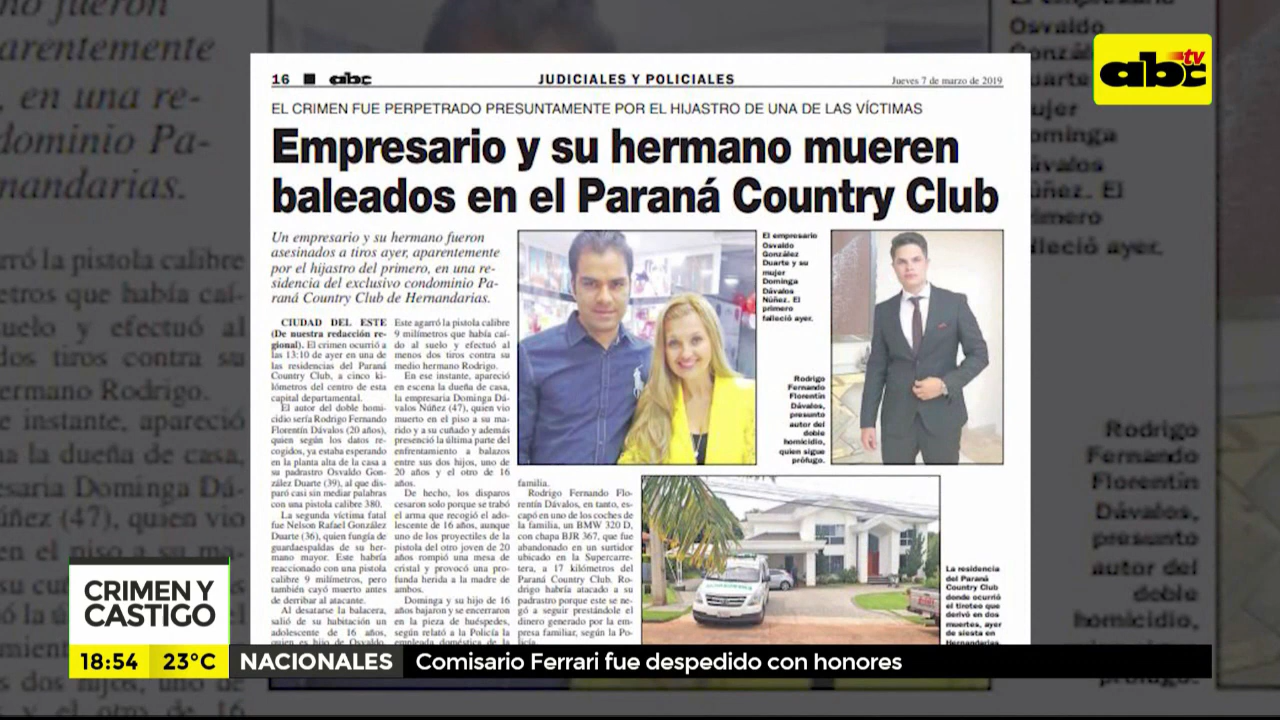 16 abc JUDICIALES Y POLICIALES Jueves 7 de marzo de 2019
EL CRIMEN FUE PERPETRADO PRESUNTAMENTE POR EL HIJASTRO DE UNA DE LAS VÍCTIMAS
Empresario y su hermano mueren
baleados en el Paraná Country Club
Un empresario y su hermano fueron
asesinados a tiros ayer, aparentemente
por el hijastro del primero, en una re-
sidencia del exclusivo condominio Pa-
raná Country Club de Hernandarias.
CIUDAD DEL ESTE
(De nuestra redacción re-
gional). El crimen ocurrió a
las 13:10 de ayer en una de
las residencias del Paraná
Country Club, a cinco ki-
lómetros del centro de esta
capital departamental.
El autor del doble homi-
cidio sería Rodrigo Fernando
Florentín Dávalos (20 años),
quien según los datos reco-
gidos, ya estaba esperando
en la planta alta de la casa a
su padrastro Osvaldo Gon-
zález Duarte (39), al que dis-
paró casi sin mediar palabras
con una pistola calibre 380.
La segunda víctima fatal
fue Nelson Rafael González
Duarte (36), quien fungía de
guardaespaldas de su her-
mano mayor. Este habría
reaccionado con una pistola
calibre 9 milímetros, pero
también cayó muerto antes
de derribar al atacante.
Al desatarse la balacera,
salió de su habitación un
adolescente de 16 años,
quien es hijo de Osvaldo
Este agarró la pistola calibre
9 milímetros que había caí-
do al suelo y efectuó al
menos dos tiros contra su
medio hermano Rodrigo.
En ese instante, apareció
en escena la dueña de casa,
la empresaria Dominga Dá-
valos Núñez (47), quien vio
muerto en el piso a su ma-
rido y a su cuñado y además
presenció la última parte del
enfrentamiento a balazos
entre sus dos hijos, uno de
20 años y el otro de 16
años.
De hecho, los disparos
cesaron solo porque se trabó
el arma que recogió el ado-
lescente de 16 años, aunque
uno de los proyectiles de la
pistola del otro joven de 20
años rompió una mesa de
cristal y provocó una pro-
funda herida a la madre de
ambos.
Dominga y su hijo de 16
años bajaron y se encerraron
en la pieza de huéspedes,
según relató a la Policía la
empleada doméstica de la
familia.
Rodrigo Fernando Flo-
rentín Dávalos, en tanto, es-
capó en uno de los coches de
la familia, un BMW 320 D,
con chapa BJR 367, que fue
abandonado en un surtidor
ubicado en la Supercarre-
tera, a 17 kilómetros del
Paraná Country Club. Ro-
drigo habría atacado a su
padrastro porque este se ne-
gó a seguir prestándole el
dinero generado por la em-
presa familiar, según la Po-
licía.
El empresario
Osvaldo
González
Duarte y su
mujer
Dominga
Dávalos
Núñez. El
primero
falleció ayer.
Rodrigo
Fernando
Florentín
Dávalos,
presunto
autor del
doble
homicidio,
quien sigue
prófugo.
La residencia
del Paraná
Country Club
donde ocurrió
el tiroteo que
derivó en dos
muertes, ayer
de siesta en
Hernandarias.
abc tv
CRIMEN Y
CASTIGO
18:54 23°C NACIONALES Comisario Ferrari fue despedido con honores